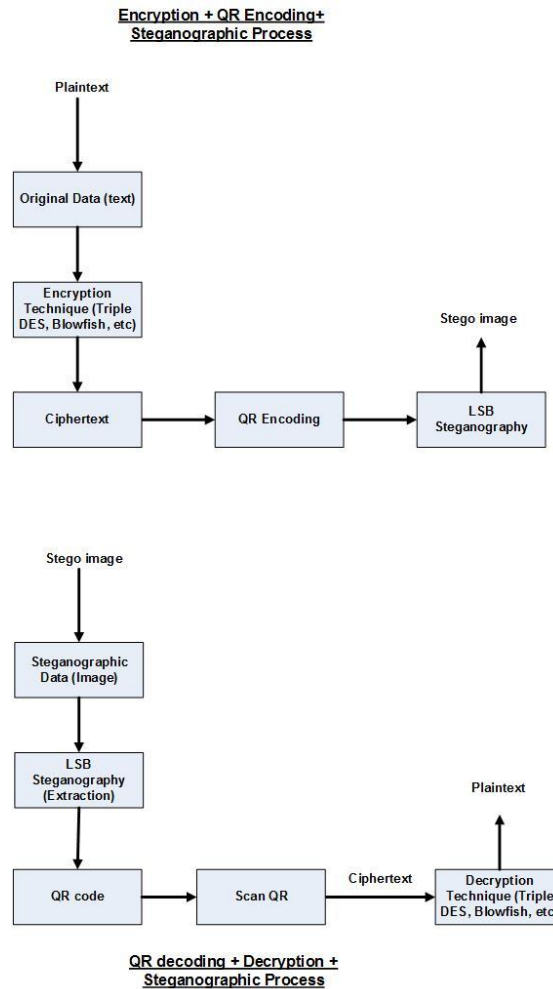 Encryption + QR Encoding+
Steganographic Process
Plaintext
Original Data (text)
Encryption
Technique (Triple
DES, Blowfish, etc)
Ciphertext
QR Encoding
LSB
Steganography
Stego image
Stego image
Steganographic
Data (Image)
LSB
Steganography
(Extraction)
QR code
Scan QR
Ciphertext
Decryption
Technique (Triple
DES, Blowfish, etc
Plaintext
QR decoding + Decryption +
Steganographic Process